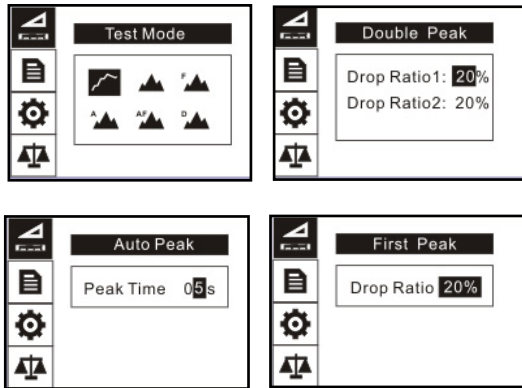 Test Mode
F
A AF D
Double Peak
Drop Ratio1: 20%
Drop Ratio2: 20%
Auto Peak
Peak Time 05s
First Peak
Drop Ratio 20%